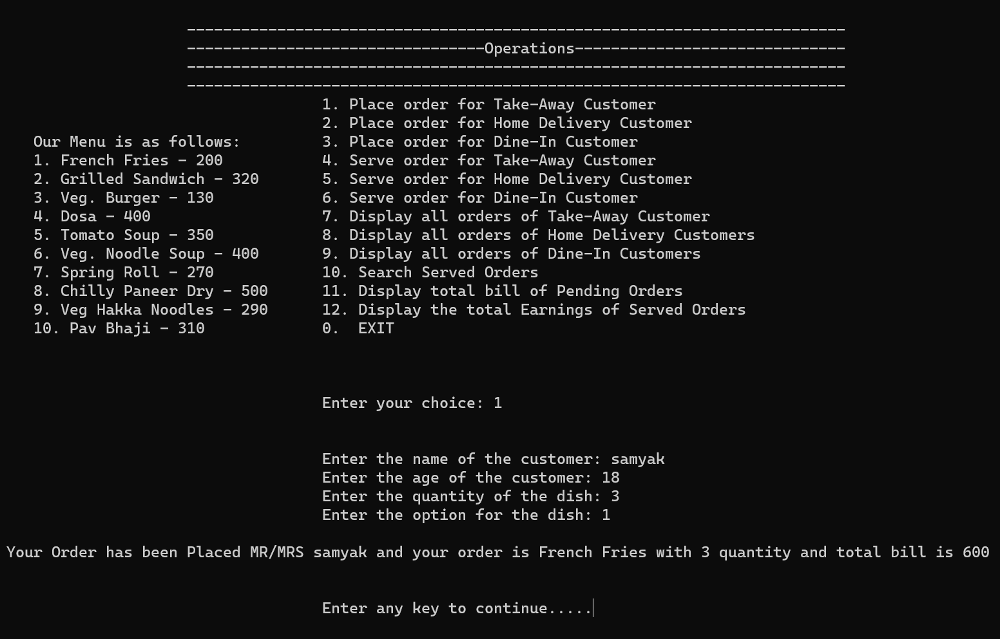 -------------------------------------------------------------------------
---------------------------------Operations------------------------------
-------------------------------------------------------------------------
-------------------------------------------------------------------------
1. Place order for Take-Away Customer
2. Place order for Home Delivery Customer
Our Menu is as follows: 3. Place order for Dine-In Customer
1. French Fries - 200 4. Serve order for Take-Away Customer
2. Grilled Sandwich - 320 5. Serve order for Home Delivery Customer
3. Veg. Burger - 130 6. Serve order for Dine-In Customer
4. Dosa - 400 7. Display all orders of Take-Away Customer
5. Tomato Soup - 350 8. Display all orders of Home Delivery Customers
6. Veg. Noodle Soup - 400 9. Display all orders of Dine-In Customers
7. Spring Roll - 270 10. Search Served Orders
8. Chilly Paneer Dry - 500 11. Display total bill of Pending Orders
9. Veg Hakka Noodles - 290 12. Display the total Earnings of Served Orders
10. Pav Bhaji - 310 0.  EXIT
Enter your choice: 1
Enter the name of the customer: samyak
Enter the age of the customer: 18
Enter the quantity of the dish: 3
Enter the option for the dish: 1
Your Order has been Placed MR/MRS samyak and your order is French Fries with 3 quantity and total bill is 600
Enter any key to continue.....